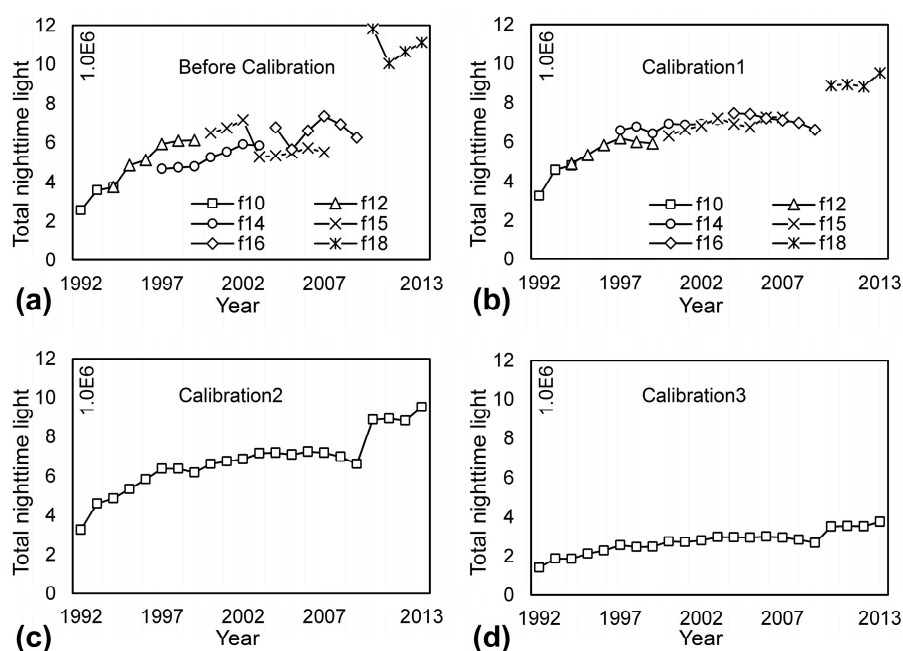 12
10
8
6
4
2
0
1.0E6
Before Calibration
Total nighttime light
f10 f12
f14 f15
f16 f18
1992 1997 2002 2007 2013
Year
(a)
12
10
8
6
4
2
0
1.0E6
Calibration1
Total nighttime light
f10 f12
f14 f15
f16 f18
1992 1997 2002 2007 2013
Year
(b)
12
10
8
6
4
2
0
1.0E6
Calibration2
Total nighttime light
1992 1997 2002 2007 2013
Year
(c)
12
10
8
6
4
2
0
1.0E6
Calibration3
Total nighttime light
1992 1997 2002 2007 2013
Year
(d)